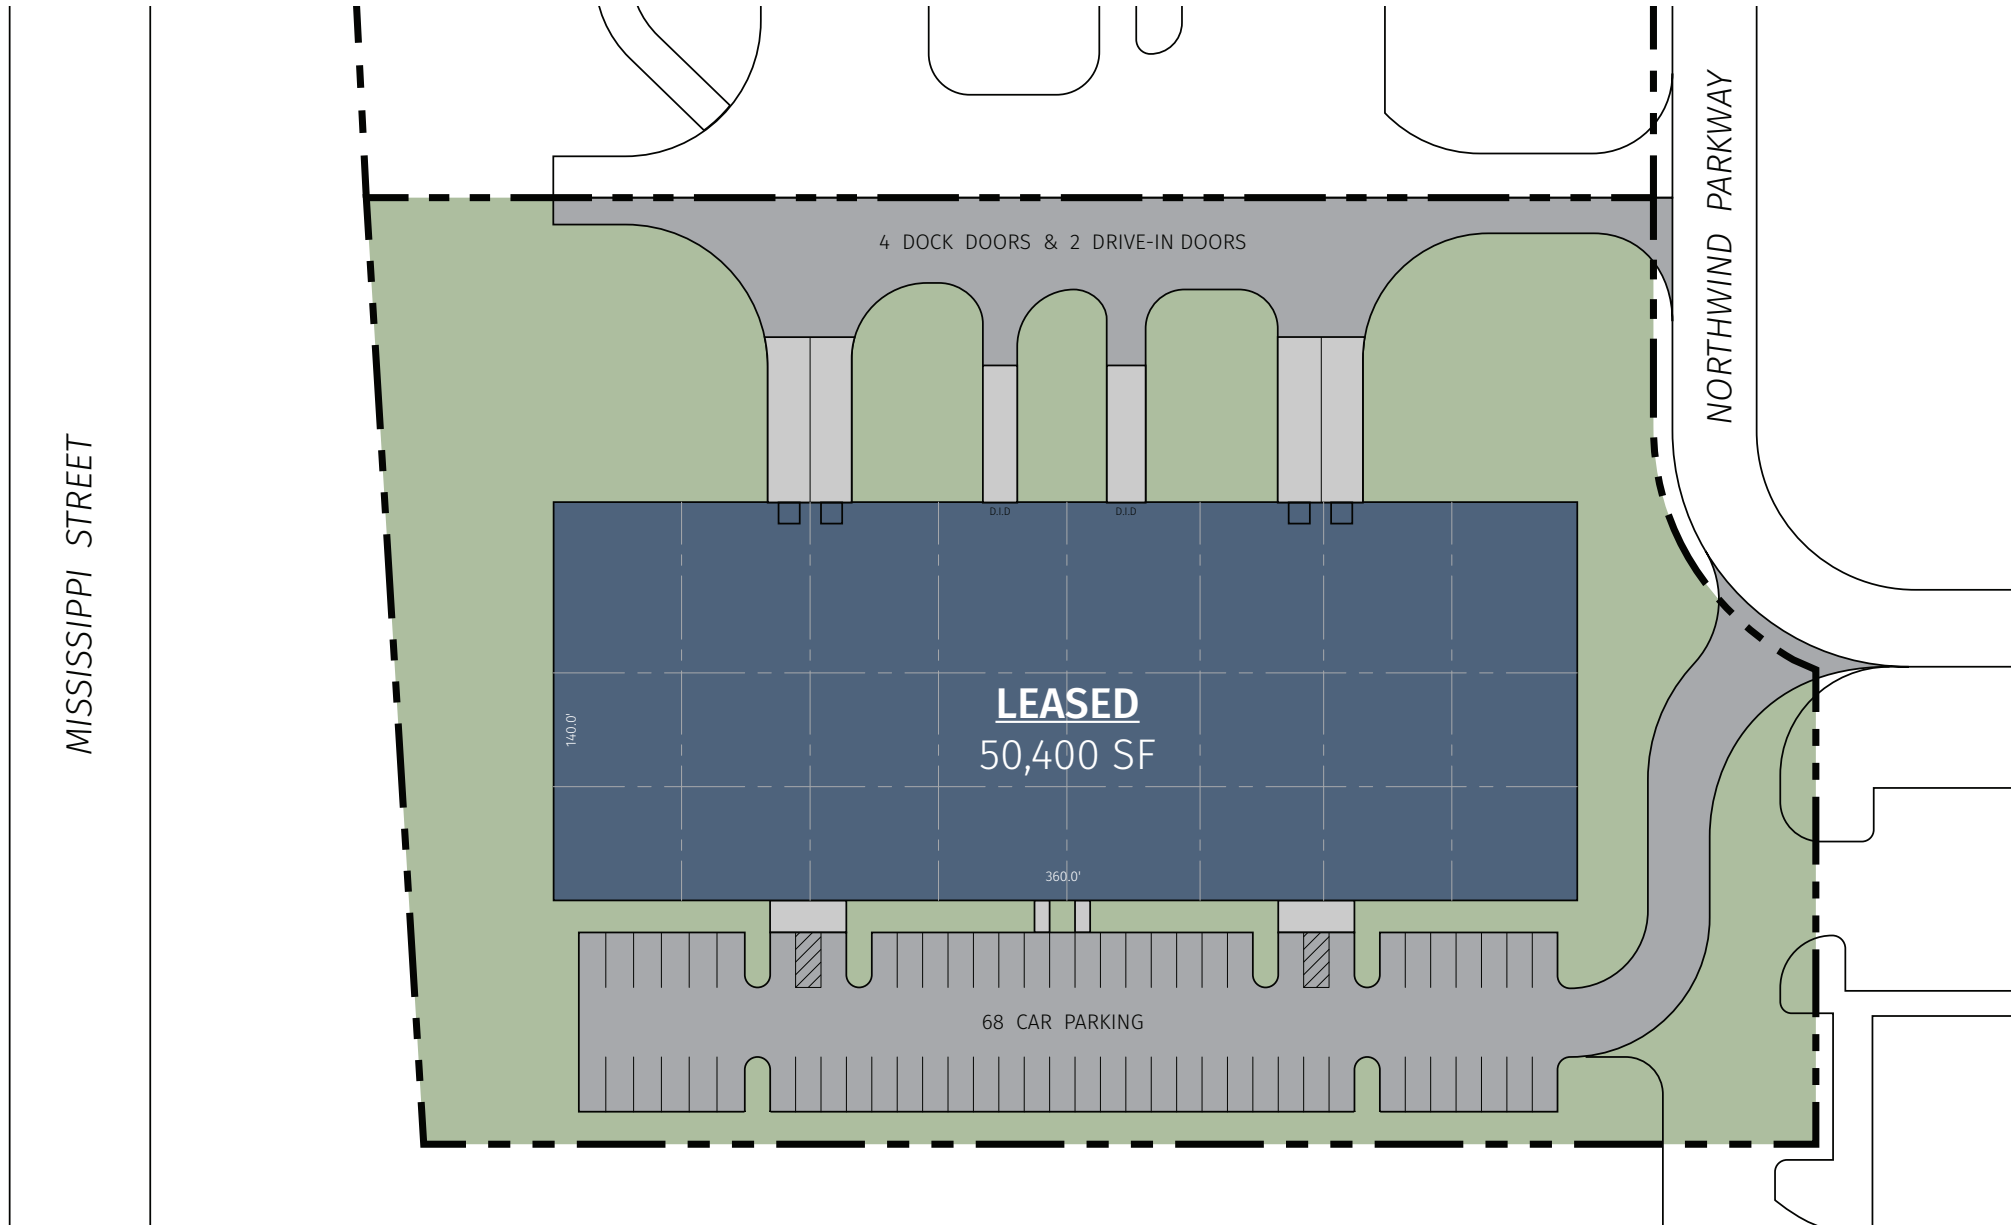 NORTHWIND PARKWAY
4 DOCK DOORS & 2 DRIVE-IN DOORS
MISSISSIPPI STREET
D.I.D
D.I.D
LEASED
50,400 SF
140.0'
360.0'
68 CAR PARKING